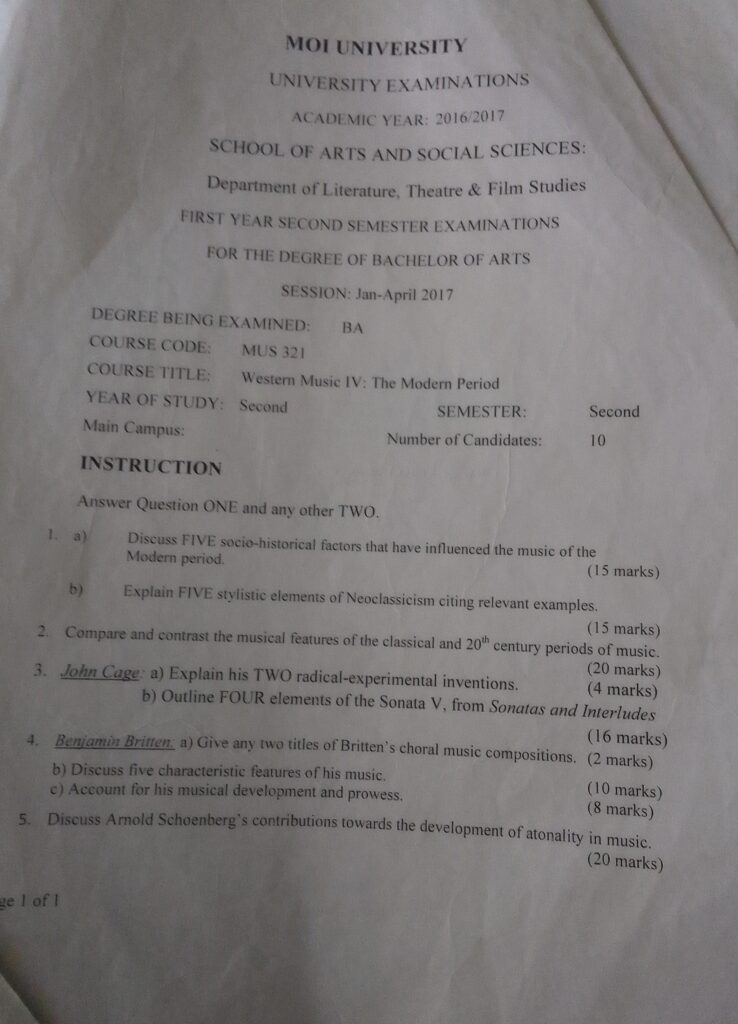 MOI UNIVERSITY
UNIVERSITY EXAMINATIONS
ACADEMIC YEAR: 2016/2017
SCHOOL OF ARTS AND SOCIAL SCIENCES:
Department of Literature, Theatre & Film Studies
FIRST YEAR SECOND SEMESTER EXAMINATIONS
FOR THE DEGREE OF BACHELOR OF ARTS
SESSION: Jan-April 2017
DEGREE BEING EXAMINED: BA
COURSE CODE: MUS 321
COURSE TITLE: Western Music IV: The Modern Period
YEAR OF STUDY: Second SEMESTER: Second
Main Campus: Number of Candidates: 10
INSTRUCTION
Answer Question ONE and any other TWO.
1. a) Discuss FIVE socio-historical factors that have influenced the music of the
Modern period.
(15 marks)
b) Explain FIVE stylistic elements of Neoclassicism citing relevant examples.
(15 marks)
2. Compare and contrast the musical features of the classical and 20th century periods of music.
(20 marks)
3. John Cage: a) Explain his TWO radical-experimental inventions. (4 marks)
b) Outline FOUR elements of the Sonata V, from Sonatas and Interludes
(16 marks)
4. Benjamin Britten: a) Give any two titles of Britten's choral music compositions. (2 marks)
b) Discuss five characteristic features of his music. (10 marks)
c) Account for his musical development and prowess. (8 marks)
5. Discuss Arnold Schoenberg's contributions towards the development of atonality in music.
(20 marks)
ge 1 of 1